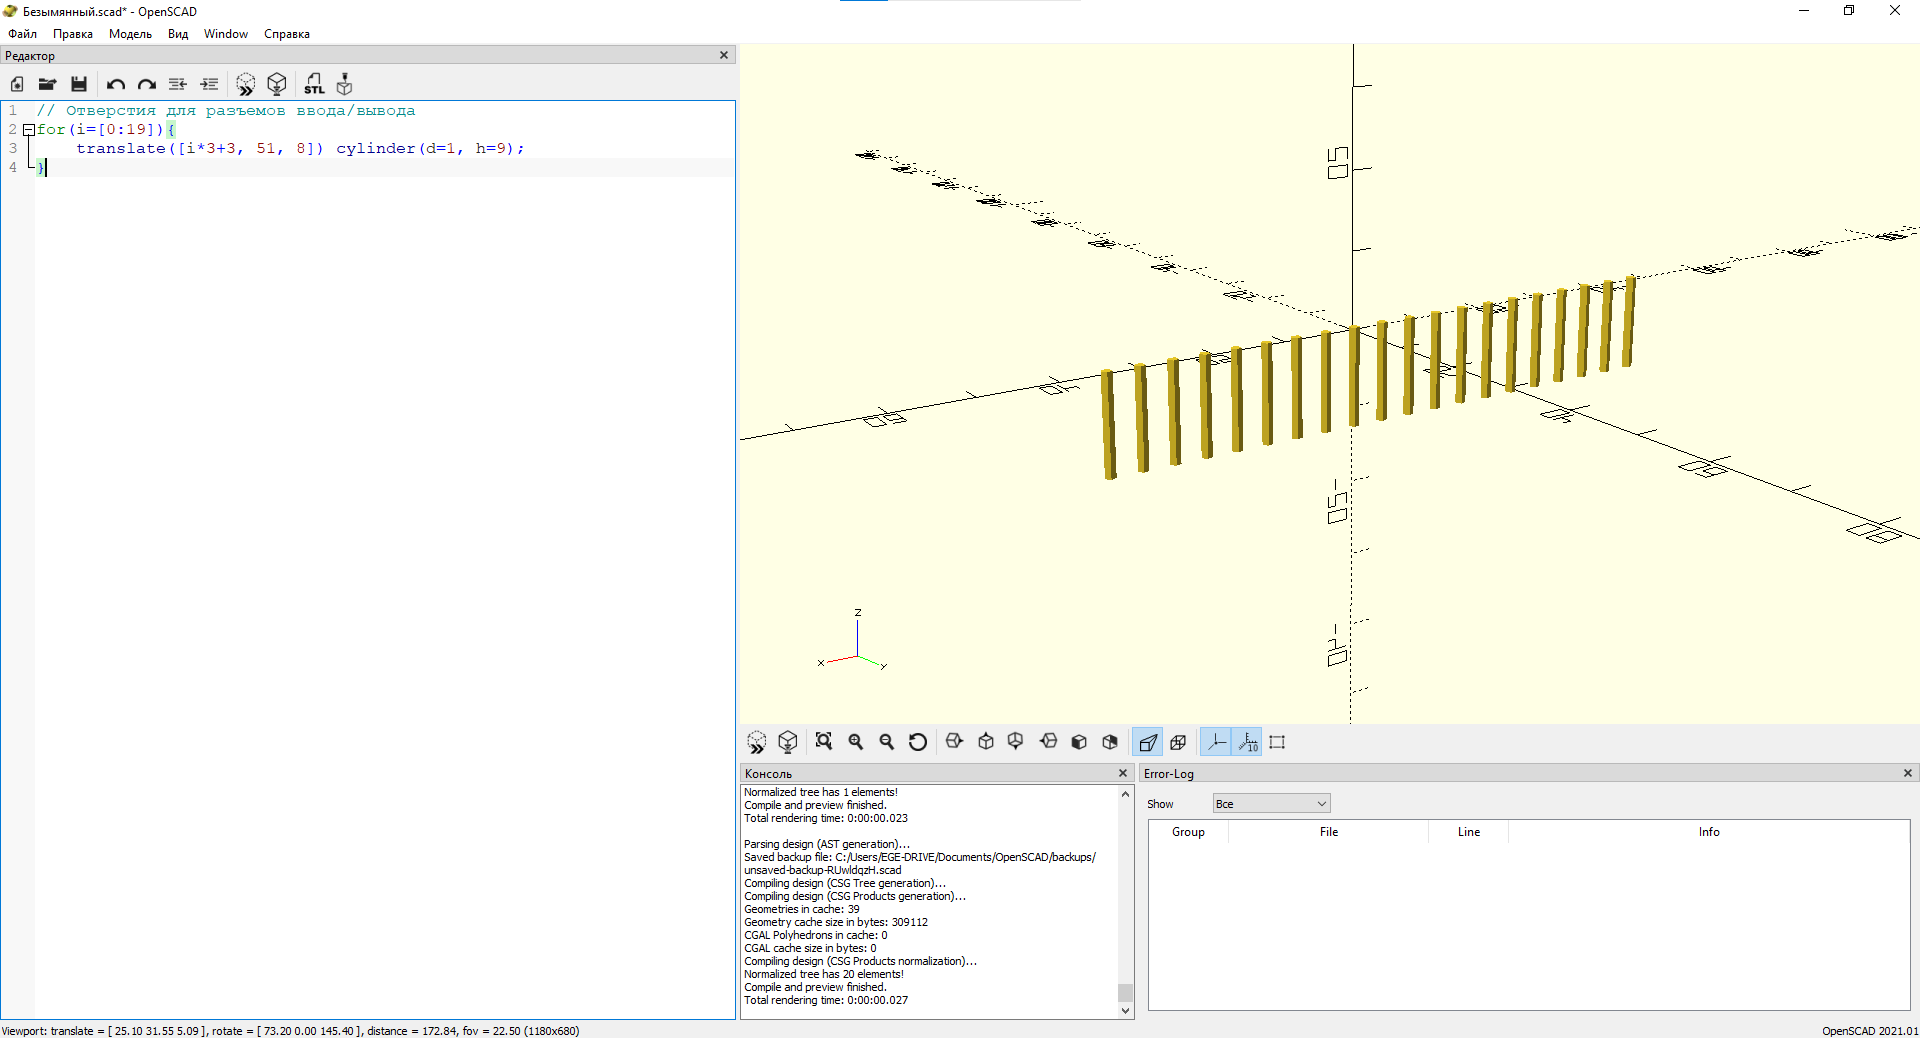 Безымянный.scad* - OpenSCAD
Файл Правка Модель Вид Window Справка
Редактор
STL
1 // Отверстия для разъемов ввода/вывода
2 for(i=[0:19]){
3 translate([i*3+3, 51, 8]) cylinder(d=1, h=9);
4 }
z
x
y
10
Консоль
Normalized tree has 1 elements!
Compile and preview finished.
Total rendering time: 0:00:00.023
Parsing design (AST generation)...
Saved backup file: C:/Users/EGE-DRIVE/Documents/OpenSCAD/backups/
unsaved-backup-RUwldqzH.scad
Compiling design (CSG Tree generation)...
Compiling design (CSG Products generation)...
Geometries in cache: 39
Geometry cache size in bytes: 309112
CGAL Polyhedrons in cache: 0
CGAL cache size in bytes: 0
Compiling design (CSG Products normalization)...
Normalized tree has 20 elements!
Compile and preview finished.
Total rendering time: 0:00:00.027
Error-Log
Show Все
Group File Line Info
Viewport: translate = [ 25.10 31.55 5.09 ], rotate = [ 73.20 0.00 145.40 ], distance = 172.84, fov = 22.50 (1180x680)
OpenSCAD 2021.01